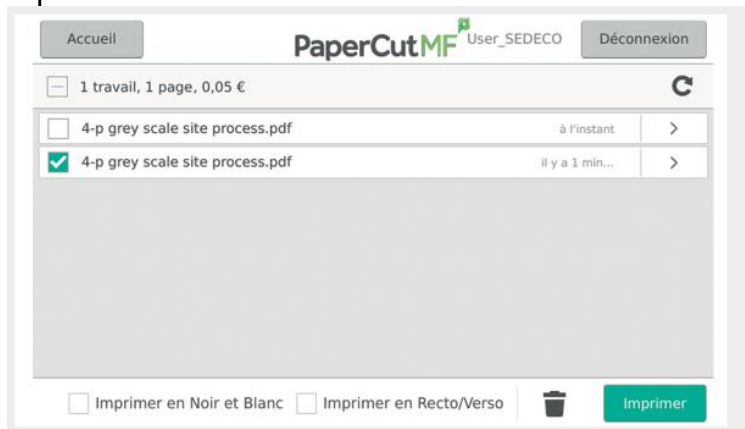 Accueil PaperCutMF User_SEDECO Déconnexion
1 travail, 1 page, 0,05 €
4-p grey scale site process.pdf à l'instant >
4-p grey scale site process.pdf il y a 1 min... >
Imprimer en Noir et Blanc Imprimer en Recto/Verso Imprimer